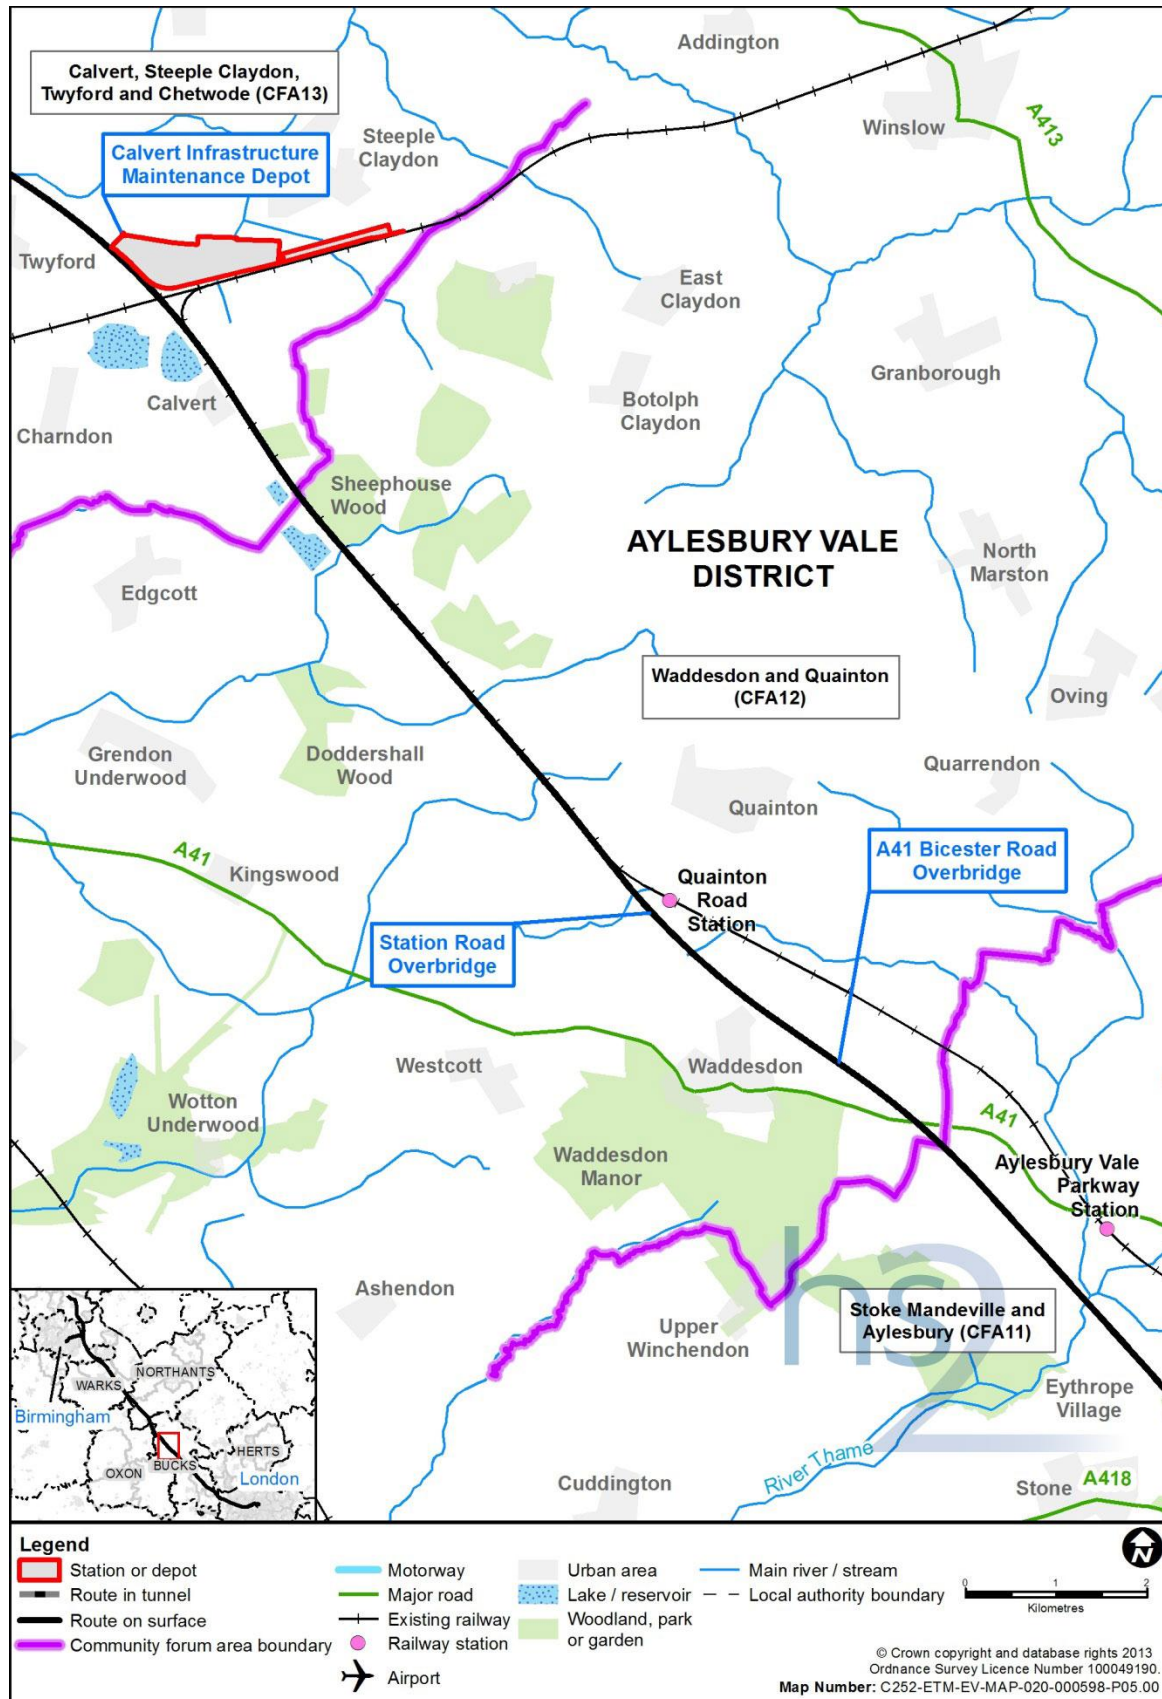 Addington
Calvert, Steeple Claydon,
Twyford and Chetwode (CFA13)
A413
Winslow
Steeple
Claydon
Calvert Infrastructure
Maintenance Depot
Twyford
East
Claydon
Granborough
Calvert
Botolph
Claydon
Charndon
Sheephouse
Wood
AYLESBURY VALE
DISTRICT
North
Marston
Edgcott
Waddesdon and Quainton
(CFA12)
Oving
Grendon
Underwood
Doddershall
Wood
Quarrendon
Quainton
A41
Kingswood
A41 Bicester Road
Overbridge
Quainton
Road
Station
Station Road
Overbridge
Westcott
Waddesdon
Wotton
Underwood
A41
Waddesdon
Manor
Aylesbury Vale
Parkway
Station
hs2
Ashendon
Stoke Mandeville and
Aylesbury (CFA11)
Upper
Winchendon
Eythrope
Village
River Thame
Cuddington
Stone
A418
NORTHANTS
WARKS
Birmingham
HERTS
BUCKS
OXON
London
Legend
Station or depot
Route in tunnel
Route on surface
Community forum area boundary
Motorway
Major road
Existing railway
Railway station
Airport
Urban area
Lake / reservoir
Woodland, park
or garden
Main river / stream
Local authority boundary
N
0 1 2
Kilometres
© Crown copyright and database rights 2013
Ordnance Survey Licence Number 100049190.
Map Number: C252-ETM-EV-MAP-020-000598-P05.00